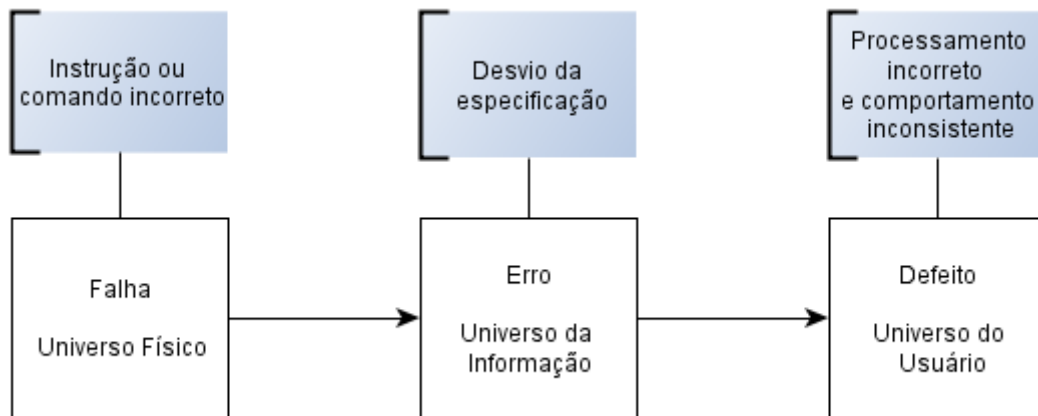 Instrução ou
comando incorreto
Desvio da
especificação
Processamento
incorreto
e comportamento
inconsistente
Falha
Universo Físico
Erro
Universo da
Informação
Defeito
Universo do
Usuário